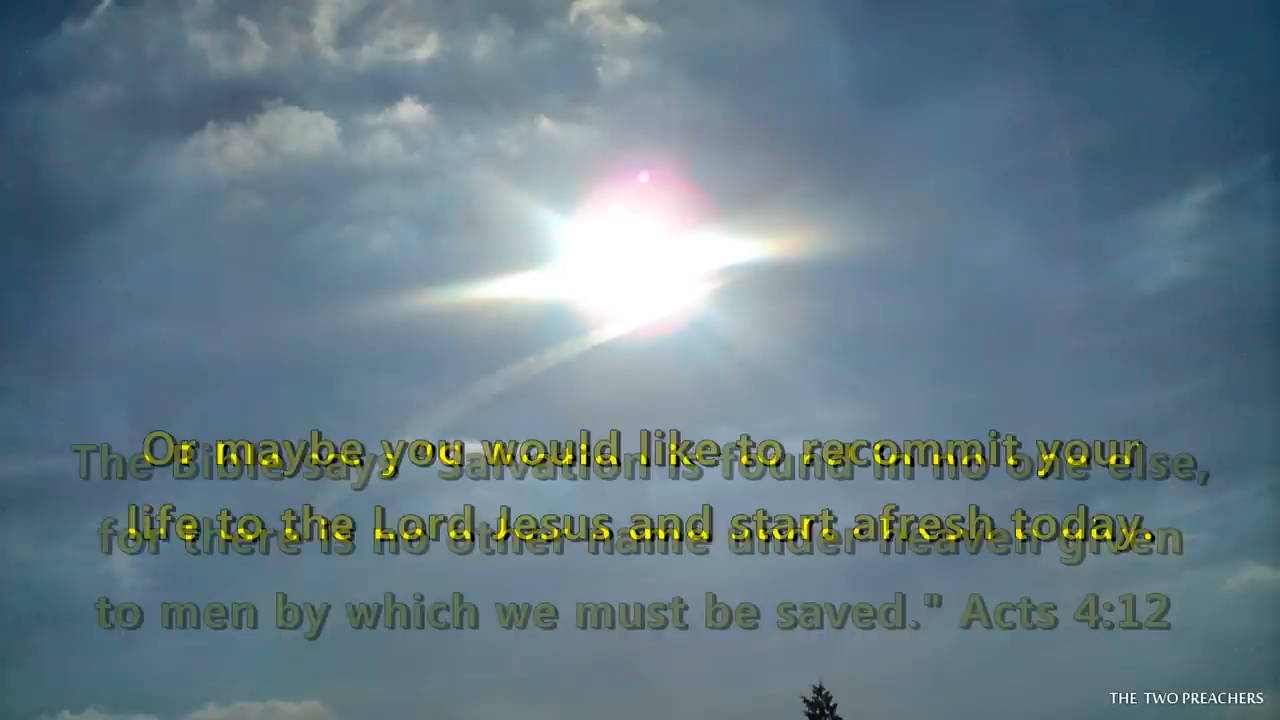 Or maybe you would like to recommit your
life to the Lord Jesus and start afresh today.
The Bible says "Salvation is found in no one else,
for there is no other name under heaven given
to men by which we must be saved." Acts 4:12
THE TWO PREACHERS